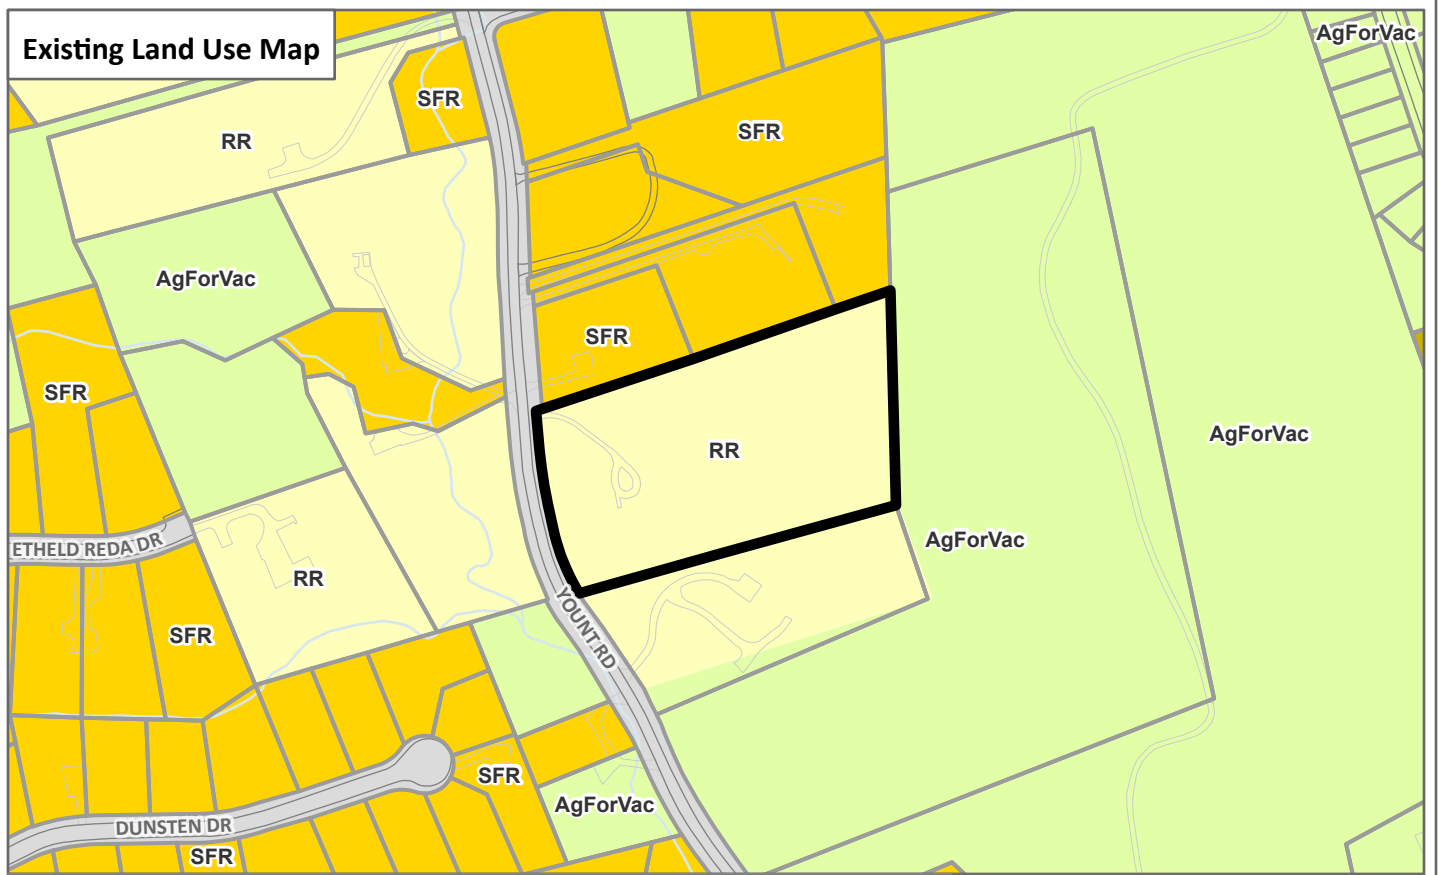 Existing Land Use Map
AgForVac
SFR
RR
SFR
AgForVac
SFR
SFR
AgForVac
RR
ETHELD REDA DR
AgForVac
RR
YOUNT RD
SFR
SFR
AgForVac
DUNSTEN DR
SFR